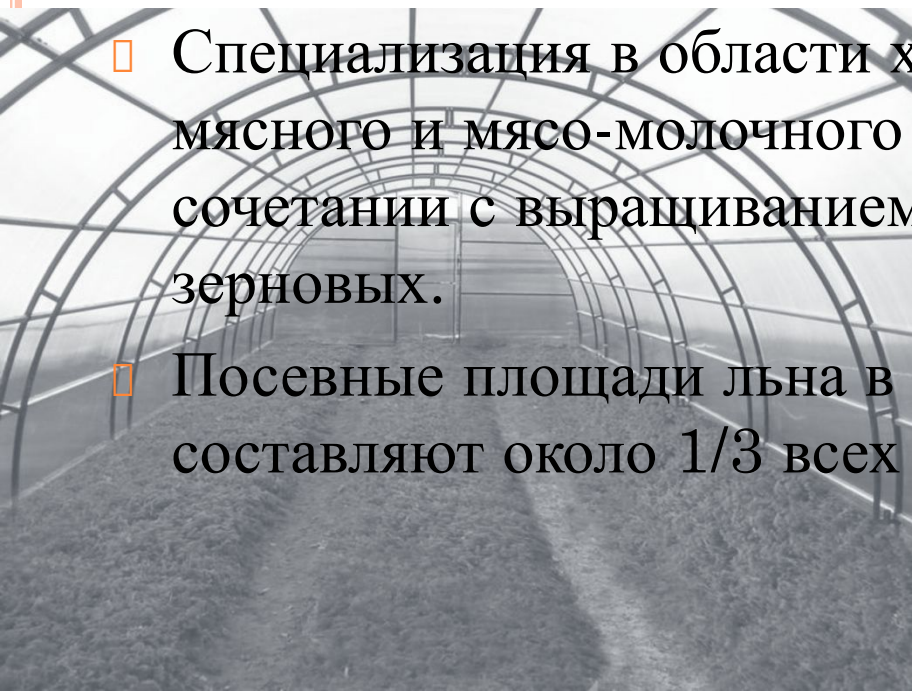 Специализация в области
мясного и мясо-молочного
сочетании с выращиванием
зерновых.
Посевные площади льна в
составляют около 1/3 всех